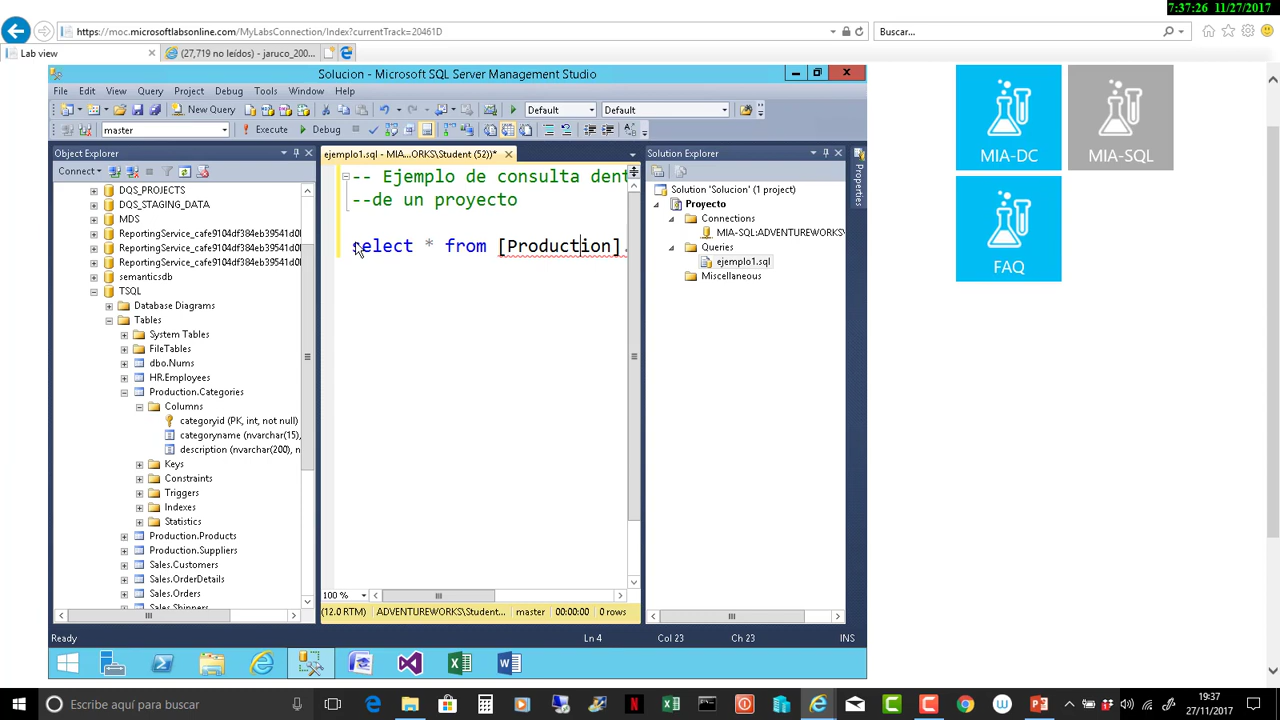 7:37:26 11/27/2017
https://moc.microsoftlabsonline.com/MyLabsConnection/Index?currentTrack=20461D
Buscar...
Lab view
(27,719 no leídos) - jaruco_200...
Solucion - Microsoft SQL Server Management Studio
File Edit View Query Project Debug Tools Window Help
New Query
Default
Default
master
Execute
Debug
Object Explorer
Connect
DQS_PROJECTS
DQS_STAGING_DATA
MDS
ReportingService_cafe9104df384eb39541d0
ReportingService_cafe9104df384eb39541d0
ReportingService_cafe9104df384eb39541d0
semanticsdb
TSQL
Database Diagrams
Tables
System Tables
FileTables
dbo.Nums
HR.Employees
Production.Categories
Columns
categoryid (PK, int, not null)
categoryname (nvarchar(15),
description (nvarchar(200), n
Keys
Constraints
Triggers
Indexes
Statistics
Production.Products
Production.Suppliers
Sales.Customers
Sales.OrderDetails
Sales.Orders
Sales.Shippers
ejemplo1.sql - MIA...ORKS\Student (52))*
-- Ejemplo de consulta dent
--de un proyecto
select * from [Production].
100 %
(12.0 RTM) ADVENTUREWORKS\Student... master 00:00:00 0 rows
Solution Explorer
Solution 'Solucion' (1 project)
Proyecto
Connections
MIA-SQL:ADVENTUREWORKS\
Queries
ejemplo1.sql
Miscellaneous
Properties
Ready
Ln 4
Col 23
Ch 23
INS
MIA-DC
MIA-SQL
FAQ
Escribe aquí para buscar
19:37
27/11/2017